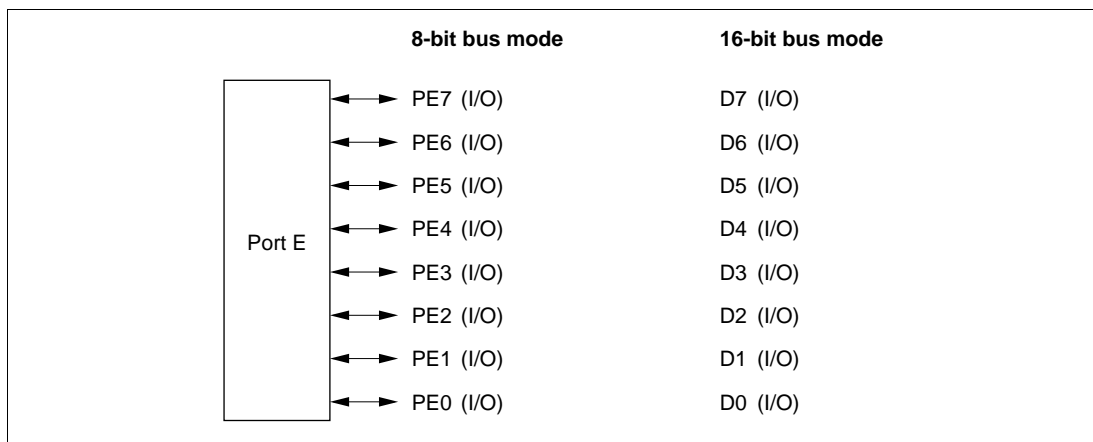 8-bit bus mode 16-bit bus mode
PE7 (I/O) D7 (I/O)
PE6 (I/O) D6 (I/O)
PE5 (I/O) D5 (I/O)
PE4 (I/O) D4 (I/O)
Port E
PE3 (I/O) D3 (I/O)
PE2 (I/O) D2 (I/O)
PE1 (I/O) D1 (I/O)
PE0 (I/O) D0 (I/O)